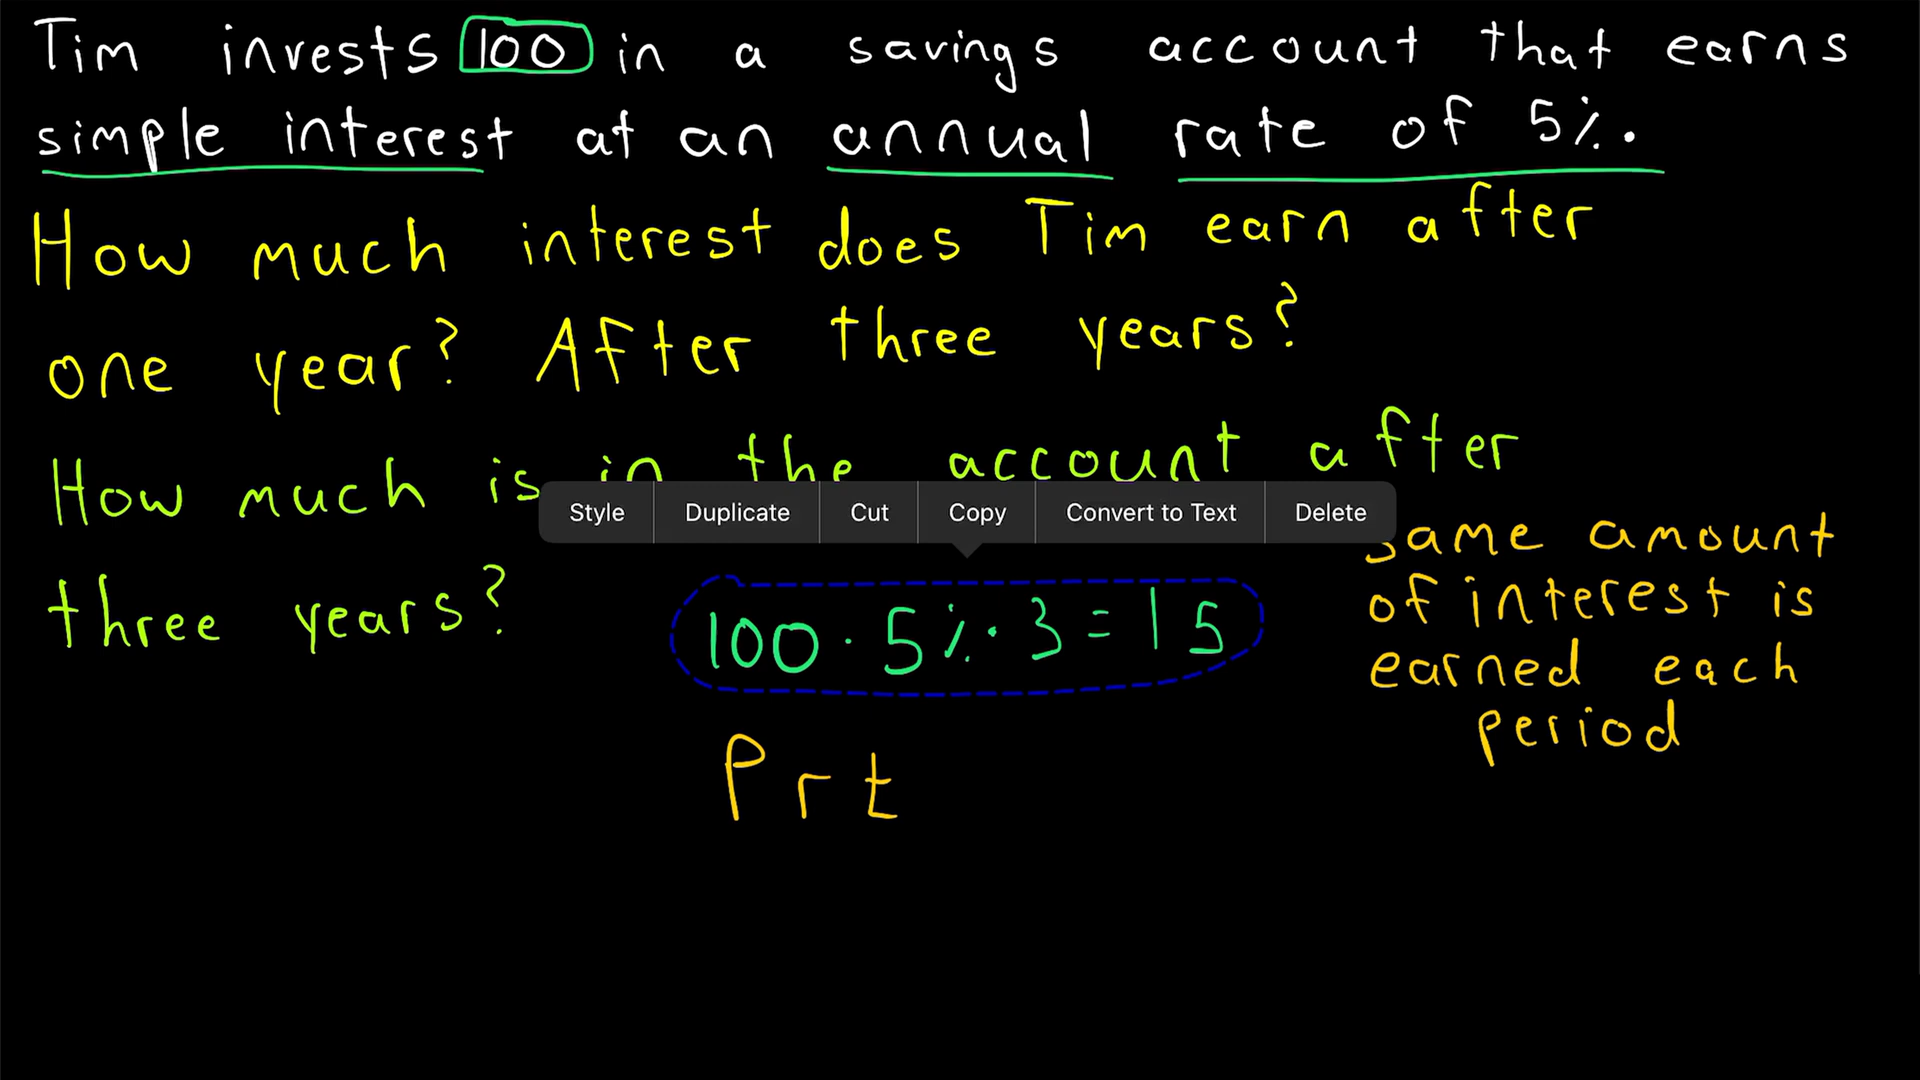 Tim invests 100 in a savings account that earns
simple interest at an annual rate of 5%.
How much interest does Tim earn after
one year? After three years?
How much is in the account after
three years?
Style Duplicate Cut Copy Convert to Text Delete
100 · 5% · 3 = 15
Prt
same amount
of interest is
earned each
period